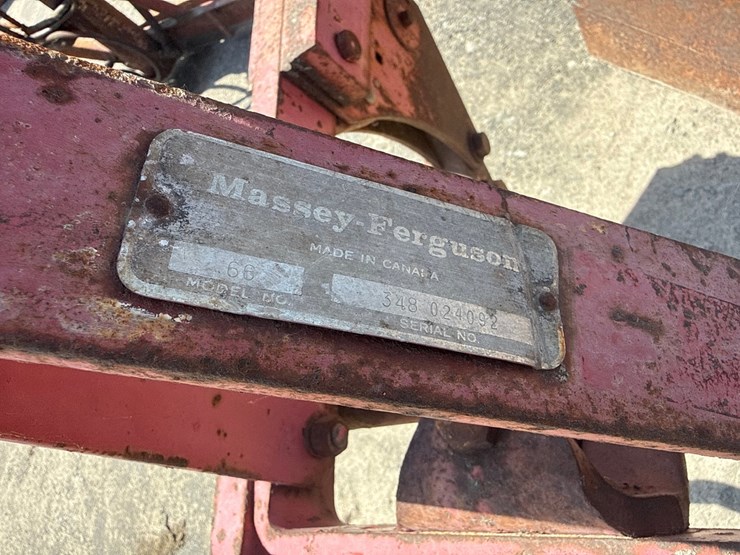 Massey-Ferguson
MADE IN CANADA
66 348 024092
MODEL NO. SERIAL NO.